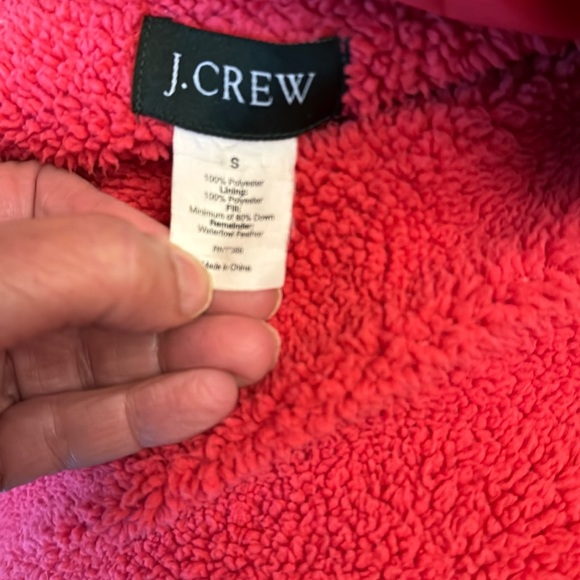 J.CREW
S
100% Polyester
Lining:
100% Polyester
Fill:
Minimum of 80% Down
Remainder:
Waterfowl Feather
Made in China